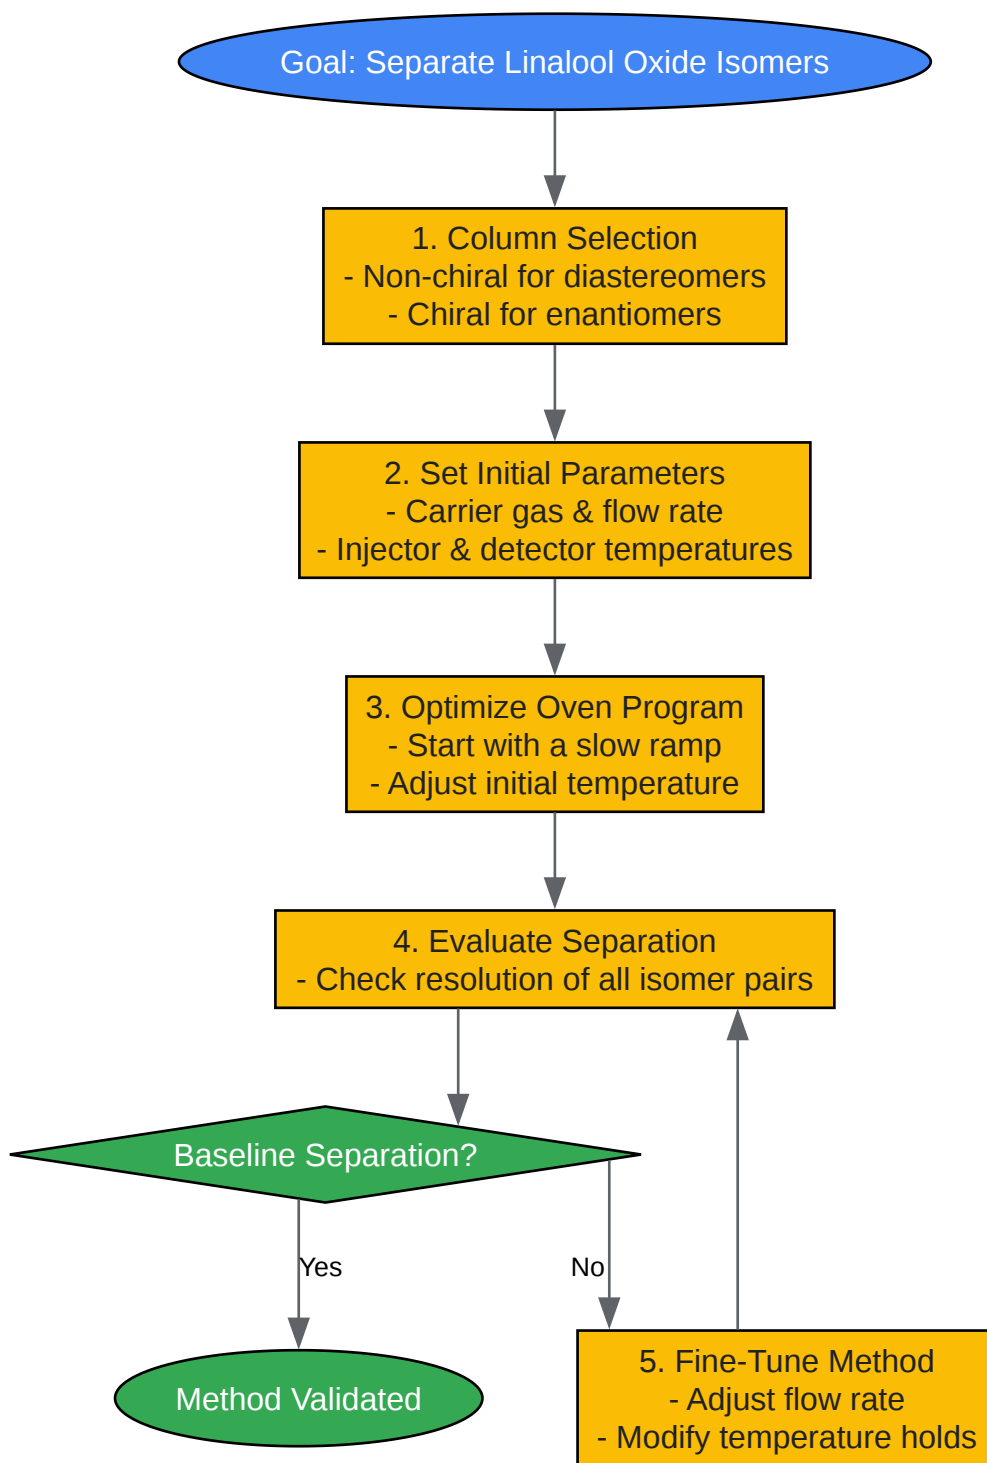 Goal: Separate Linalool Oxide Isomers
1. Column Selection
- Non-chiral for diastereomers
- Chiral for enantiomers
2. Set Initial Parameters
- Carrier gas & flow rate
- Injector & detector temperatures
3. Optimize Oven Program
- Start with a slow ramp
- Adjust initial temperature
4. Evaluate Separation
- Check resolution of all isomer pairs
Baseline Separation?
Yes
No
Method Validated
5. Fine-Tune Method
- Adjust flow rate
- Modify temperature holds